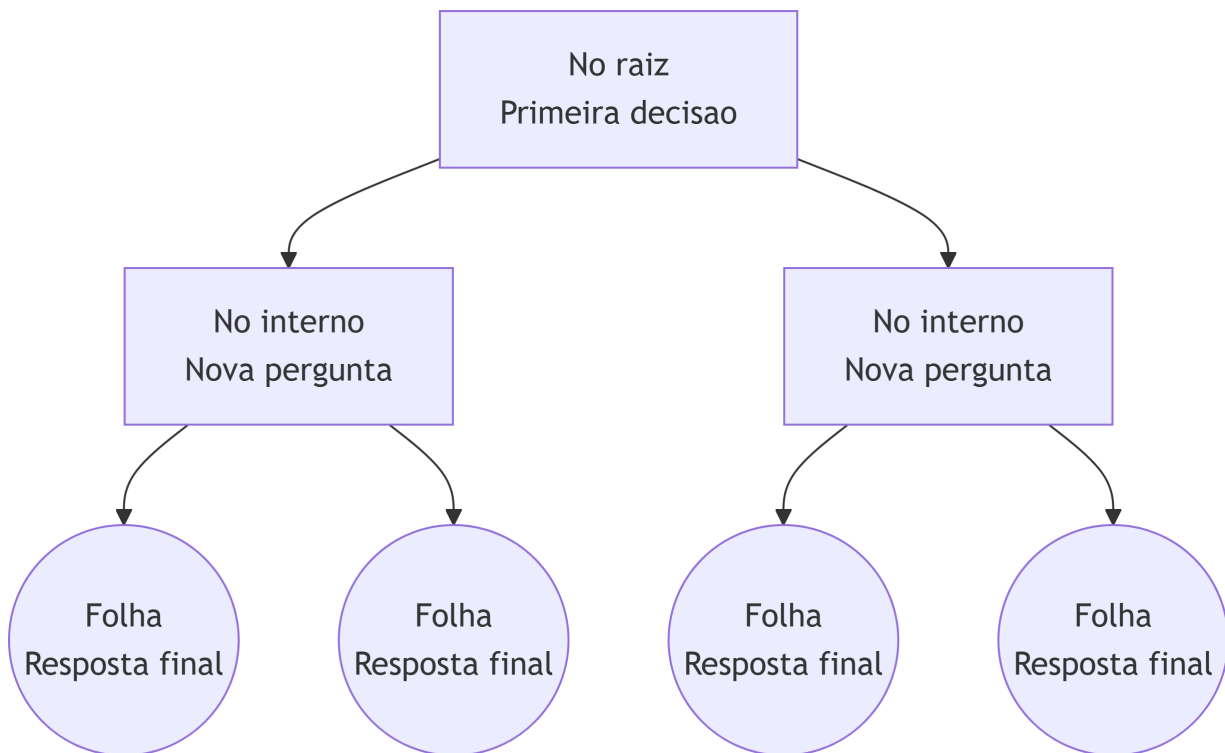 No raiz
Primeira decisao
No interno
Nova pergunta
No interno
Nova pergunta
Folha
Resposta final
Folha
Resposta final
Folha
Resposta final
Folha
Resposta final